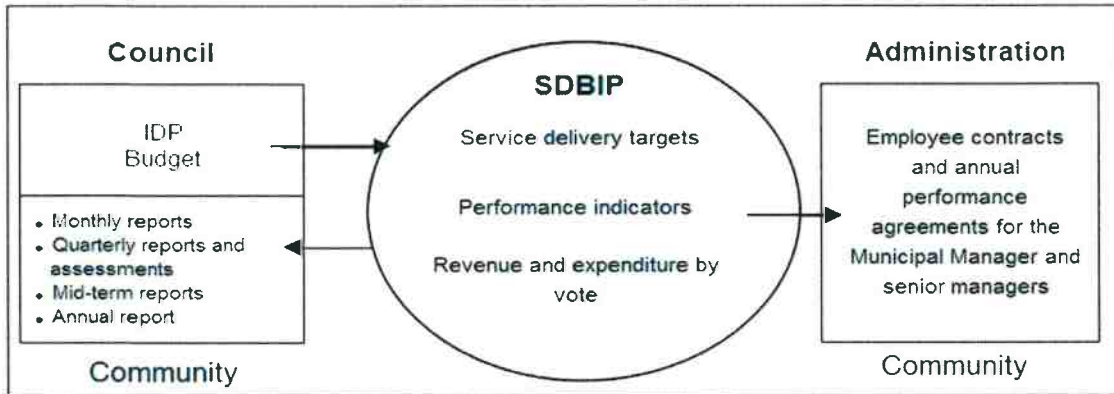 Council
IDP
Budget
• Monthly reports
• Quarterly reports and
assessments
• Mid-term reports
• Annual report
Community
SDBIP
Service delivery targets
Performance indicators
Revenue and expenditure by
vote
Administration
Employee contracts
and annual
performance
agreements for the
Municipal Manager and
senior managers
Community